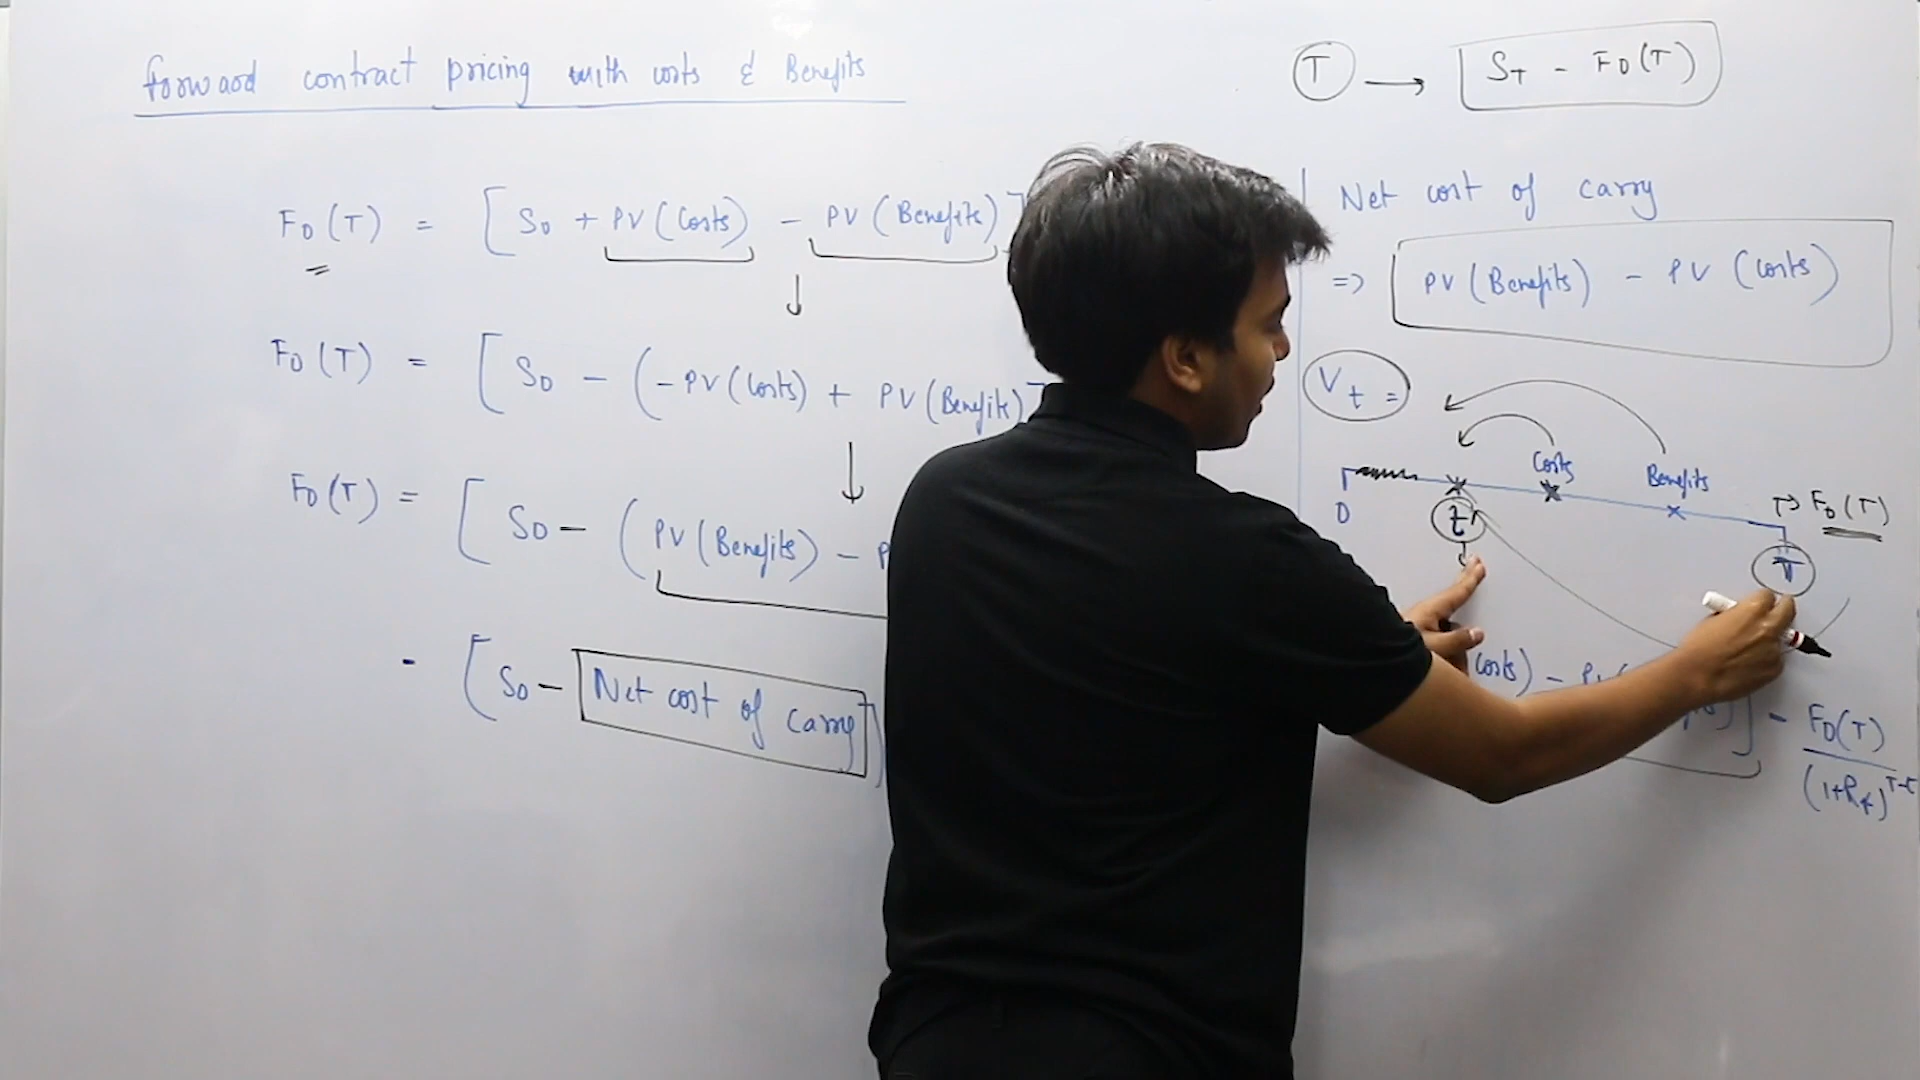 forward contract pricing with costs & Benefits
F0(T) = [ S0 + PV(Costs) - PV(Benefits) ]
F0(T) = [ S0 - (-PV(Costs) + PV(Benefits)
F0(T) = [ S0 - ( PV(Benefits) - P
- [ S0 - Net cost of carry )
T → ST - F0(T)
Net cost of carry
=> [ PV(Benefits) - PV(Costs)
Vt =
Costs Benefits
0 t T → F0(T)
T
costs) -
] - F0(T)
(1+Rf)^T-t